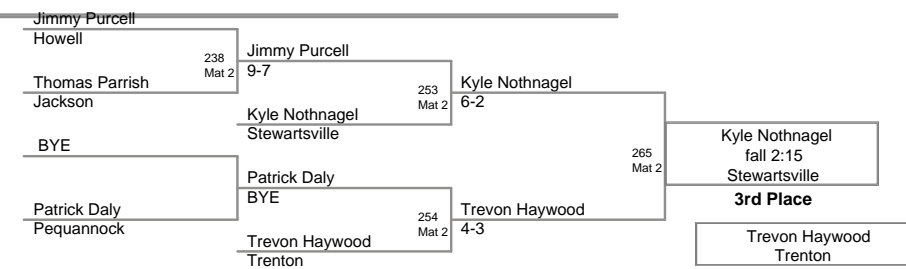 Jimmy Purcell
Howell
238
Mat 2
Thomas Parrish
Jackson
BYE
Patrick Daly
Pequannock
Jimmy Purcell
9-7
253
Mat 2
Kyle Nothnagel
Stewartsville
Patrick Daly
BYE
254
Mat 2
Trevon Haywood
Trenton
Kyle Nothnagel
6-2
265
Mat 2
Trevon Haywood
4-3
Kyle Nothnagel
fall 2:15
Stewartsville
3rd Place
Trevon Haywood
Trenton